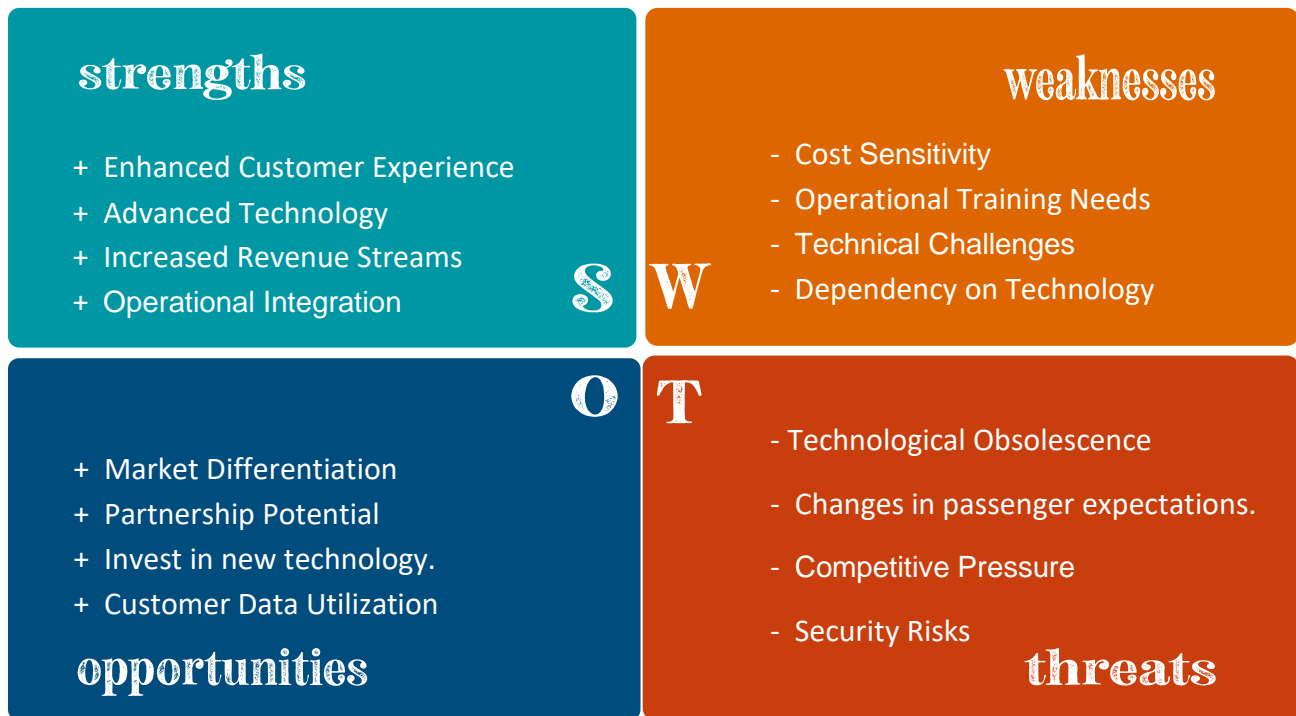 strengths
+ Enhanced Customer Experience
+ Advanced Technology
+ Increased Revenue Streams
+ Operational Integration
S
weaknesses
- Cost Sensitivity
- Operational Training Needs
- Technical Challenges
- Dependency on Technology
W
O
+ Market Differentiation
+ Partnership Potential
+ Invest in new technology.
+ Customer Data Utilization
opportunities
T
- Technological Obsolescence
- Changes in passenger expectations.
- Competitive Pressure
- Security Risks
threats